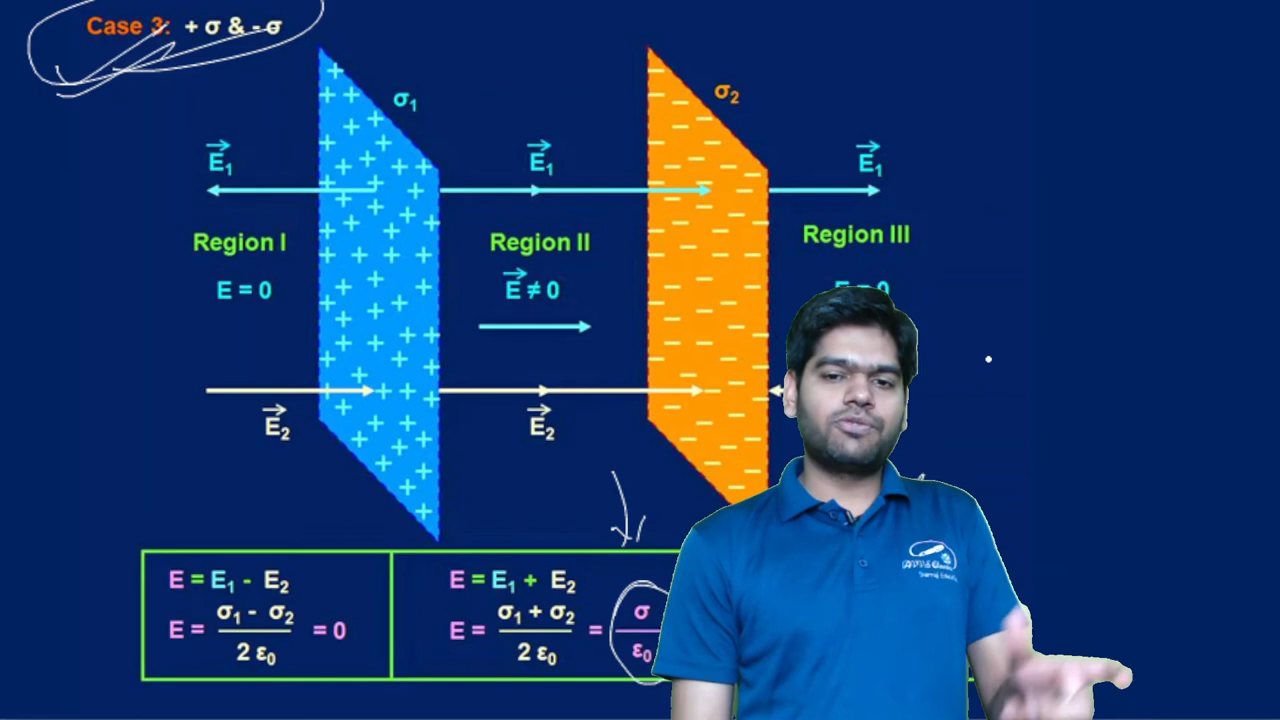 Case 3: + σ & - σ
σ1
σ2
E1
E1
E1
Region I
Region II
Region III
E = 0
E ≠ 0
E = 0
E2
E2
E = E1 - E2
E = σ1 - σ2 / 2 ε0 = 0
E = E1 + E2
E = σ1 + σ2 / 2 ε0 = σ / ε0